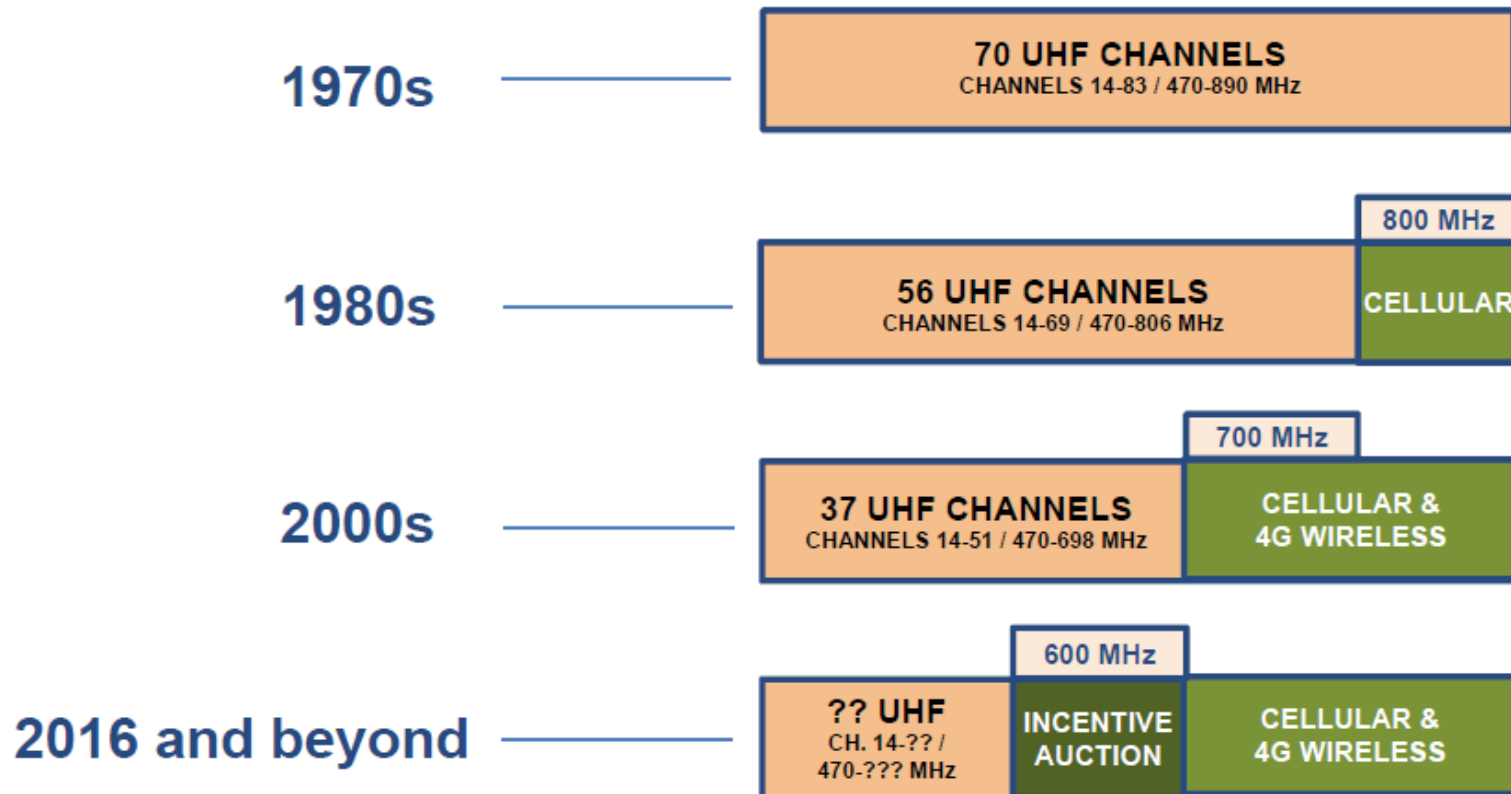 1970s
70 UHF CHANNELS
CHANNELS 14-83 / 470-890 MHz
800 MHz
1980s
56 UHF CHANNELS
CHANNELS 14-69 / 470-806 MHz
CELLULAR
700 MHz
2000s
37 UHF CHANNELS
CHANNELS 14-51 / 470-698 MHz
CELLULAR &
4G WIRELESS
600 MHz
2016 and beyond
?? UHF
CH. 14-?? /
470-??? MHz
INCENTIVE
AUCTION
CELLULAR &
4G WIRELESS